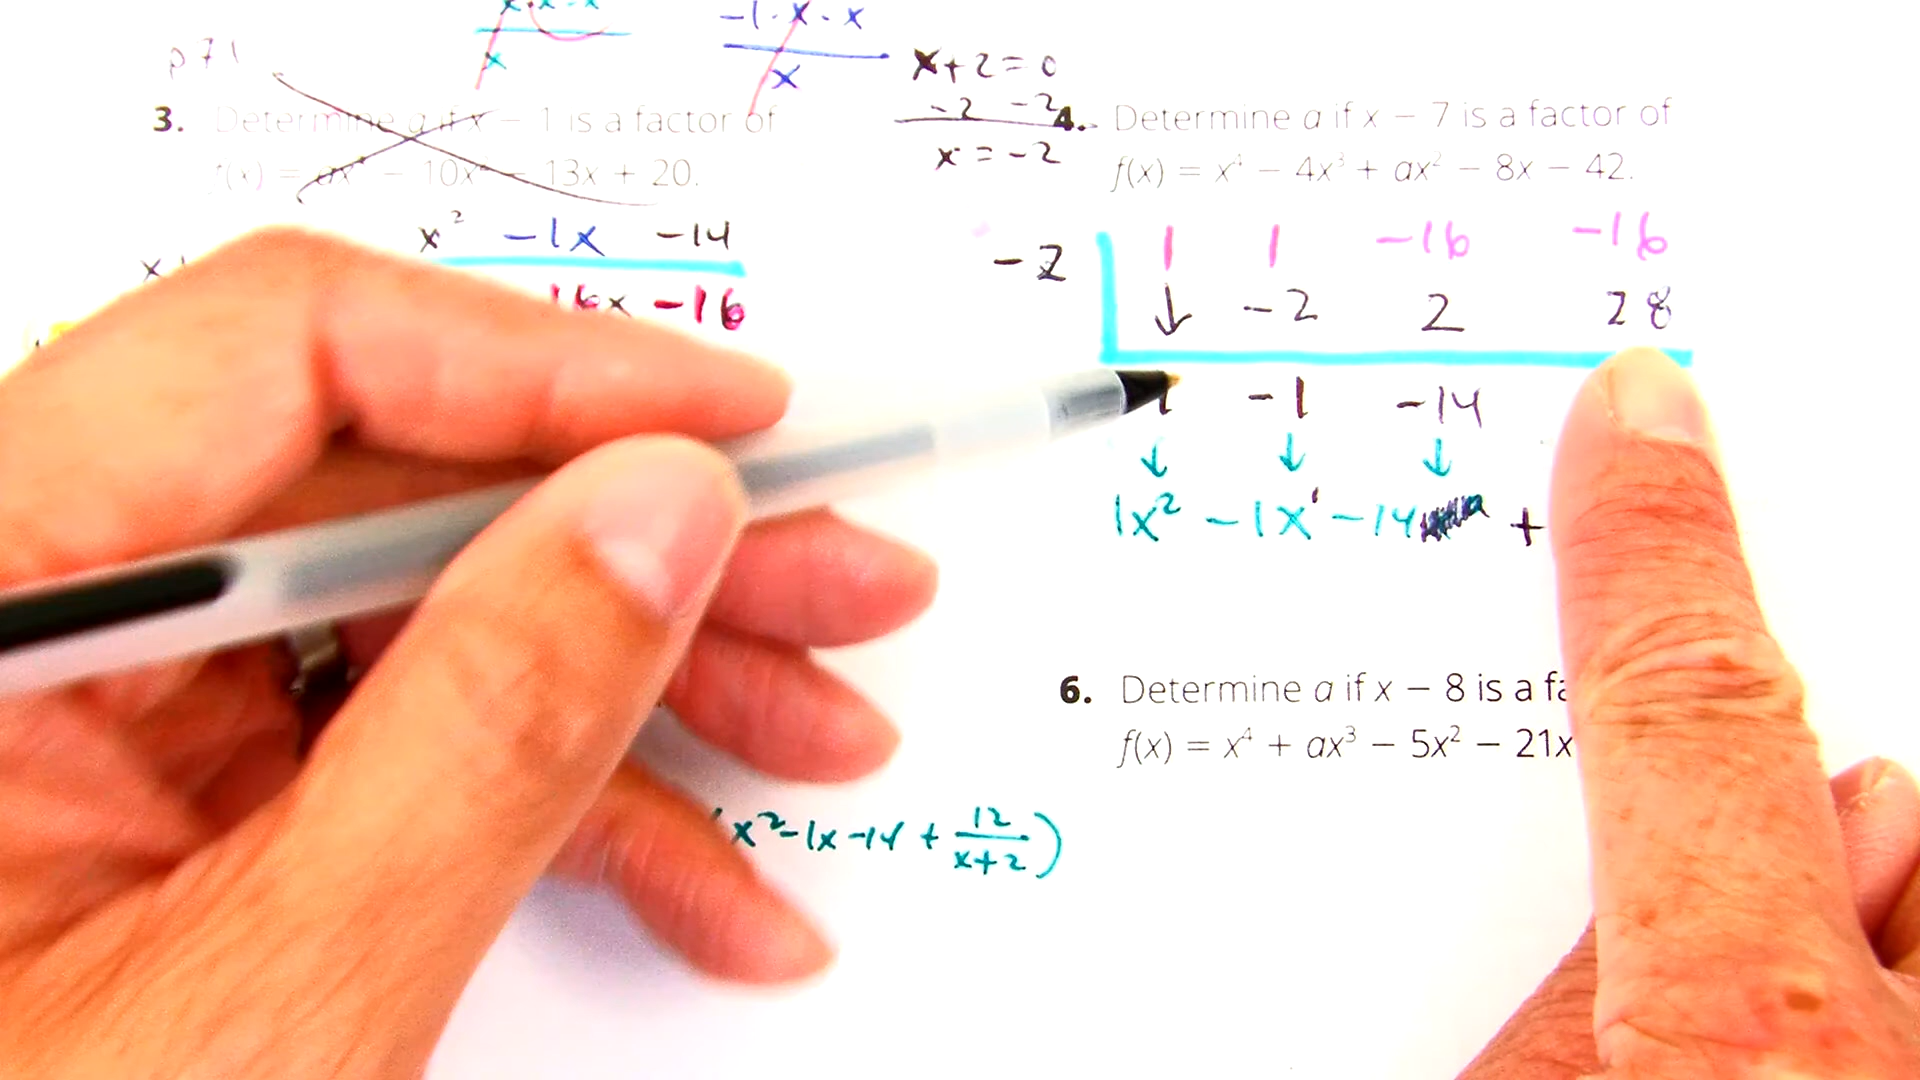 p 71
x · x · x
x
-1 · x · x
x
x+2=0
-2 -2
x = -2
3. Determine a if x − 1 is a factor of
f(x) = ax⁴ − 10x² − 13x + 20.
x² -1x -14
16x -16
4. Determine a if x − 7 is a factor of
f(x) = x⁴ − 4x³ + ax² − 8x − 42.
-2 1 1 -16 -16
↓ -2 2 28
1 -1 -14
↓ ↓ ↓
1x² -1x¹ -14 +
6. Determine a if x − 8 is a fa
f(x) = x⁴ + ax³ − 5x² − 21x
(x²-1x-14 + 12/x+2)